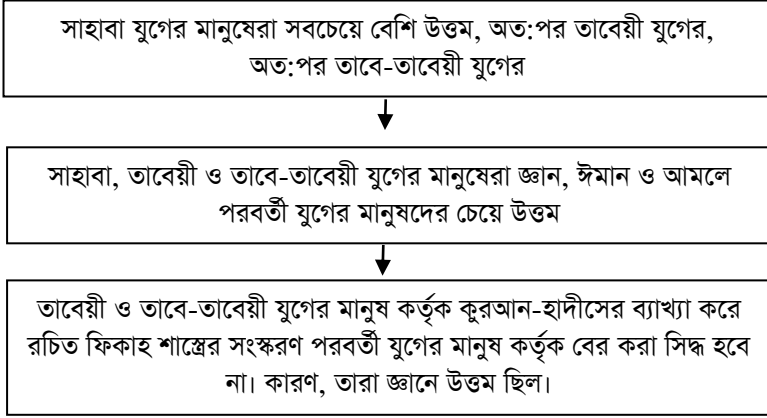 সাহাবা যুগের মানুষেরা সবচেয়ে বেশি উত্তম, অত:পর তাবেয়ী যুগের,
অত:পর তাবে-তাবেয়ী যুগের
সাহাবা, তাবেয়ী ও তাবে-তাবেয়ী যুগের মানুষেরা জ্ঞান, ঈমান ও আমলে
পরবর্তী যুগের মানুষদের চেয়ে উত্তম
তাবেয়ী ও তাবে-তাবেয়ী যুগের মানুষ কর্তৃক কুরআন-হাদীসের ব্যাখ্যা করে
রচিত ফিকাহ শাস্ত্রের সংস্করণ পরবর্তী যুগের মানুষ কর্তৃক বের করা সিদ্ধ হবে
না। কারণ, তারা জ্ঞানে উত্তম ছিল।